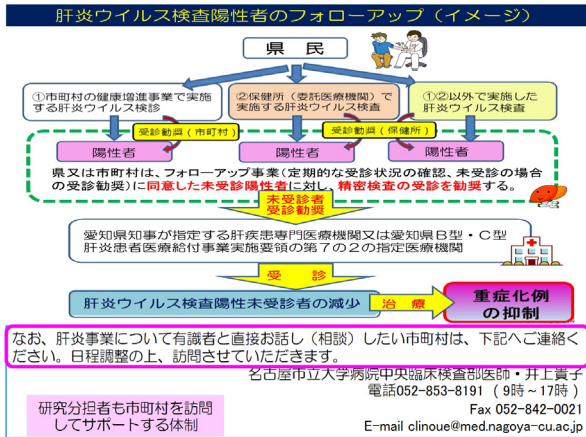 肝炎ウイルス検査陽性者のフォローアップ（イメージ）
県民
①市町村の健康増進事業で実施
する肝炎ウイルス検診
②保健所（委託医療機関）で
実施する肝炎ウイルス検査
①②以外で実施した
肝炎ウイルス検査
受診勧奨（市町村）
受診勧奨（保健所）
陽性者
陽性者
陽性者
県又は市町村は、フォローアップ事業（定期的な受診状況の確認、未受診の場合
の受診勧奨）に同意した未受診陽性者に対し、精密検査の受診を勧奨する。
未受診者
受診勧奨
愛知県知事が指定する肝疾患専門医療機関又は愛知県B型・C型
肝炎患者医療給付事業実施要領の第7の2の指定医療機関
受診
肝炎ウイルス検査陽性未受診者の減少
治療
重症化例
の抑制
なお、肝炎事業について有識者と直接お話し（相談）したい市町村は、下記へご連絡く
ださい。日程調整の上、訪問させていただきます。
名古屋市立大学病院中央臨床検査部医師・井上貴子
電話052-853-8191（9時～17時）
Fax 052-842-0021
E-mail clinoue@med.nagoya-cu.ac.jp
研究分担者も市町村を訪問
してサポートする体制